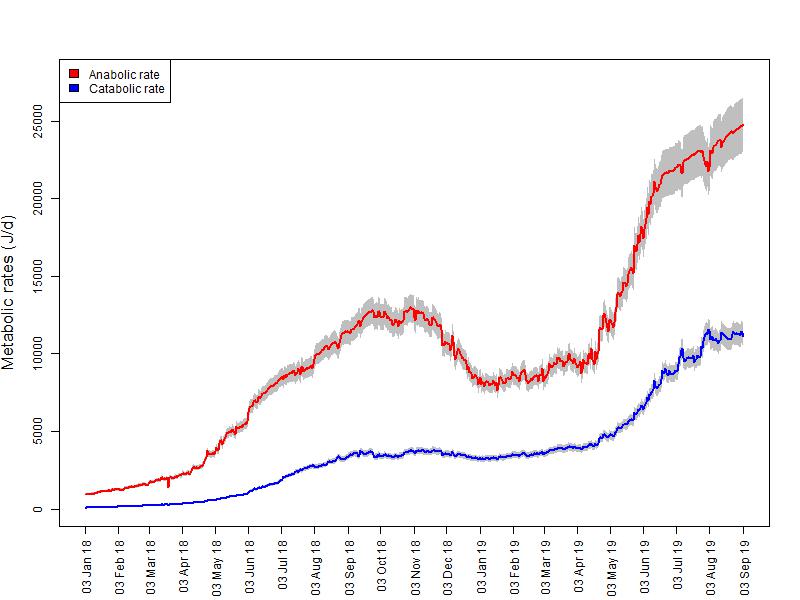 Anabolic rate
Catabolic rate
Metabolic rates (J/d)
25000
20000
15000
10000
5000
0
03 Jan 18
03 Feb 18
03 Mar 18
03 Apr 18
03 May 18
03 Jun 18
03 Jul 18
03 Aug 18
03 Sep 18
03 Oct 18
03 Nov 18
03 Dec 18
03 Jan 19
03 Feb 19
03 Mar 19
03 Apr 19
03 May 19
03 Jun 19
03 Jul 19
03 Aug 19
03 Sep 19